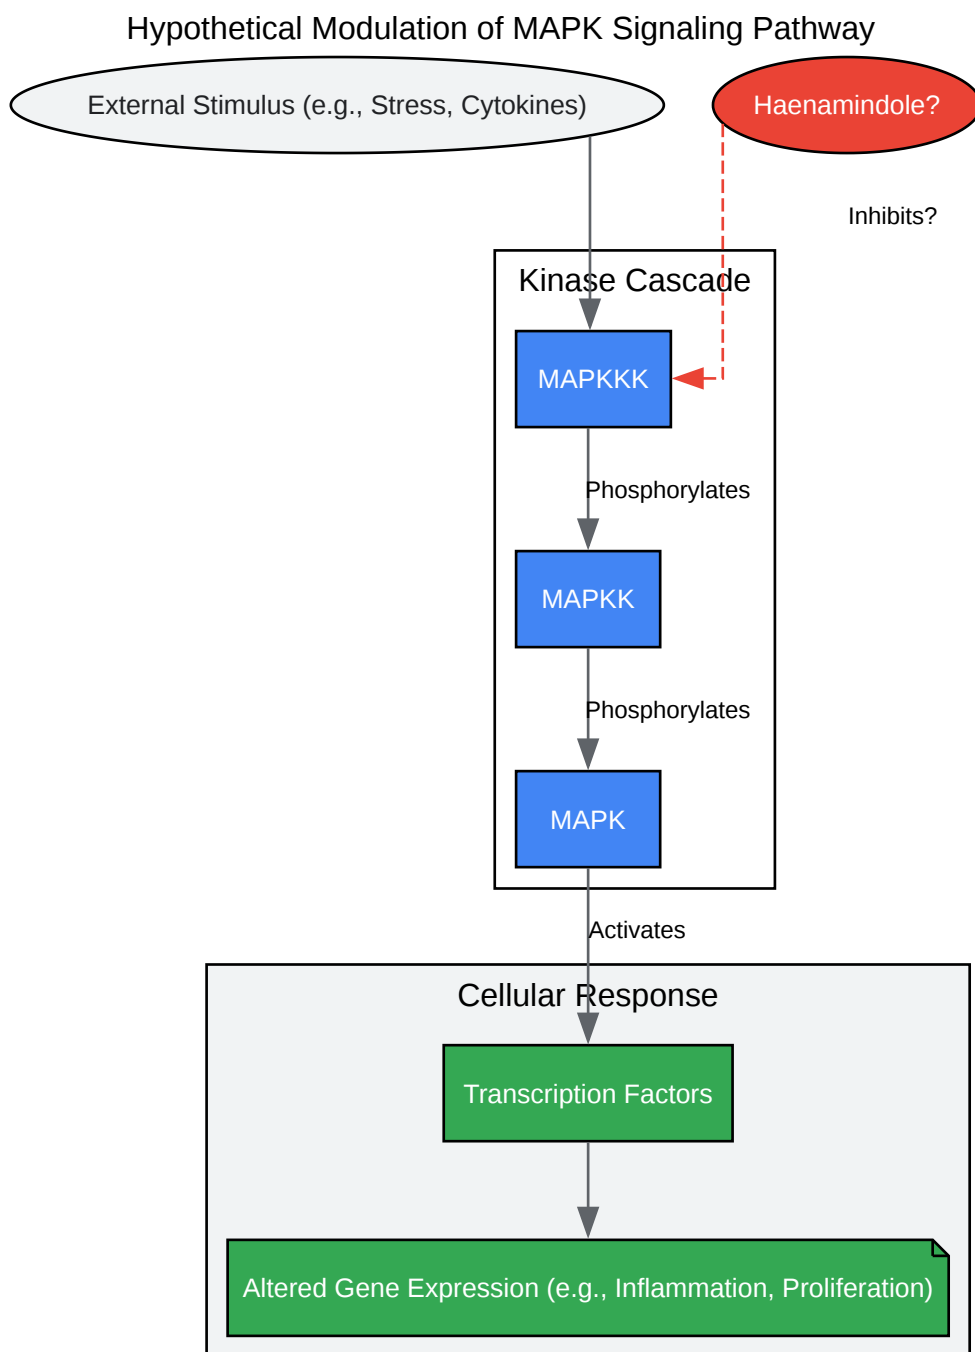 Hypothetical Modulation of MAPK Signaling Pathway
External Stimulus (e.g., Stress, Cytokines)
Haenamindole?
Inhibits?
Kinase Cascade
MAPKKK
Phosphorylates
MAPKK
Phosphorylates
MAPK
Activates
Cellular Response
Transcription Factors
Altered Gene Expression (e.g., Inflammation, Proliferation)